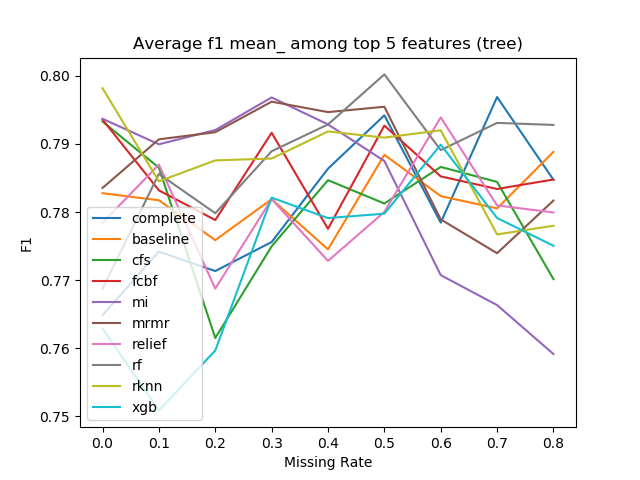 Average f1 mean_ among top 5 features (tree)
F1
0.80
0.79
0.78
0.77
0.76
0.75
complete
baseline
cfs
fcbf
mi
mrmr
relief
rf
rknn
xgb
0.0 0.1 0.2 0.3 0.4 0.5 0.6 0.7 0.8
Missing Rate